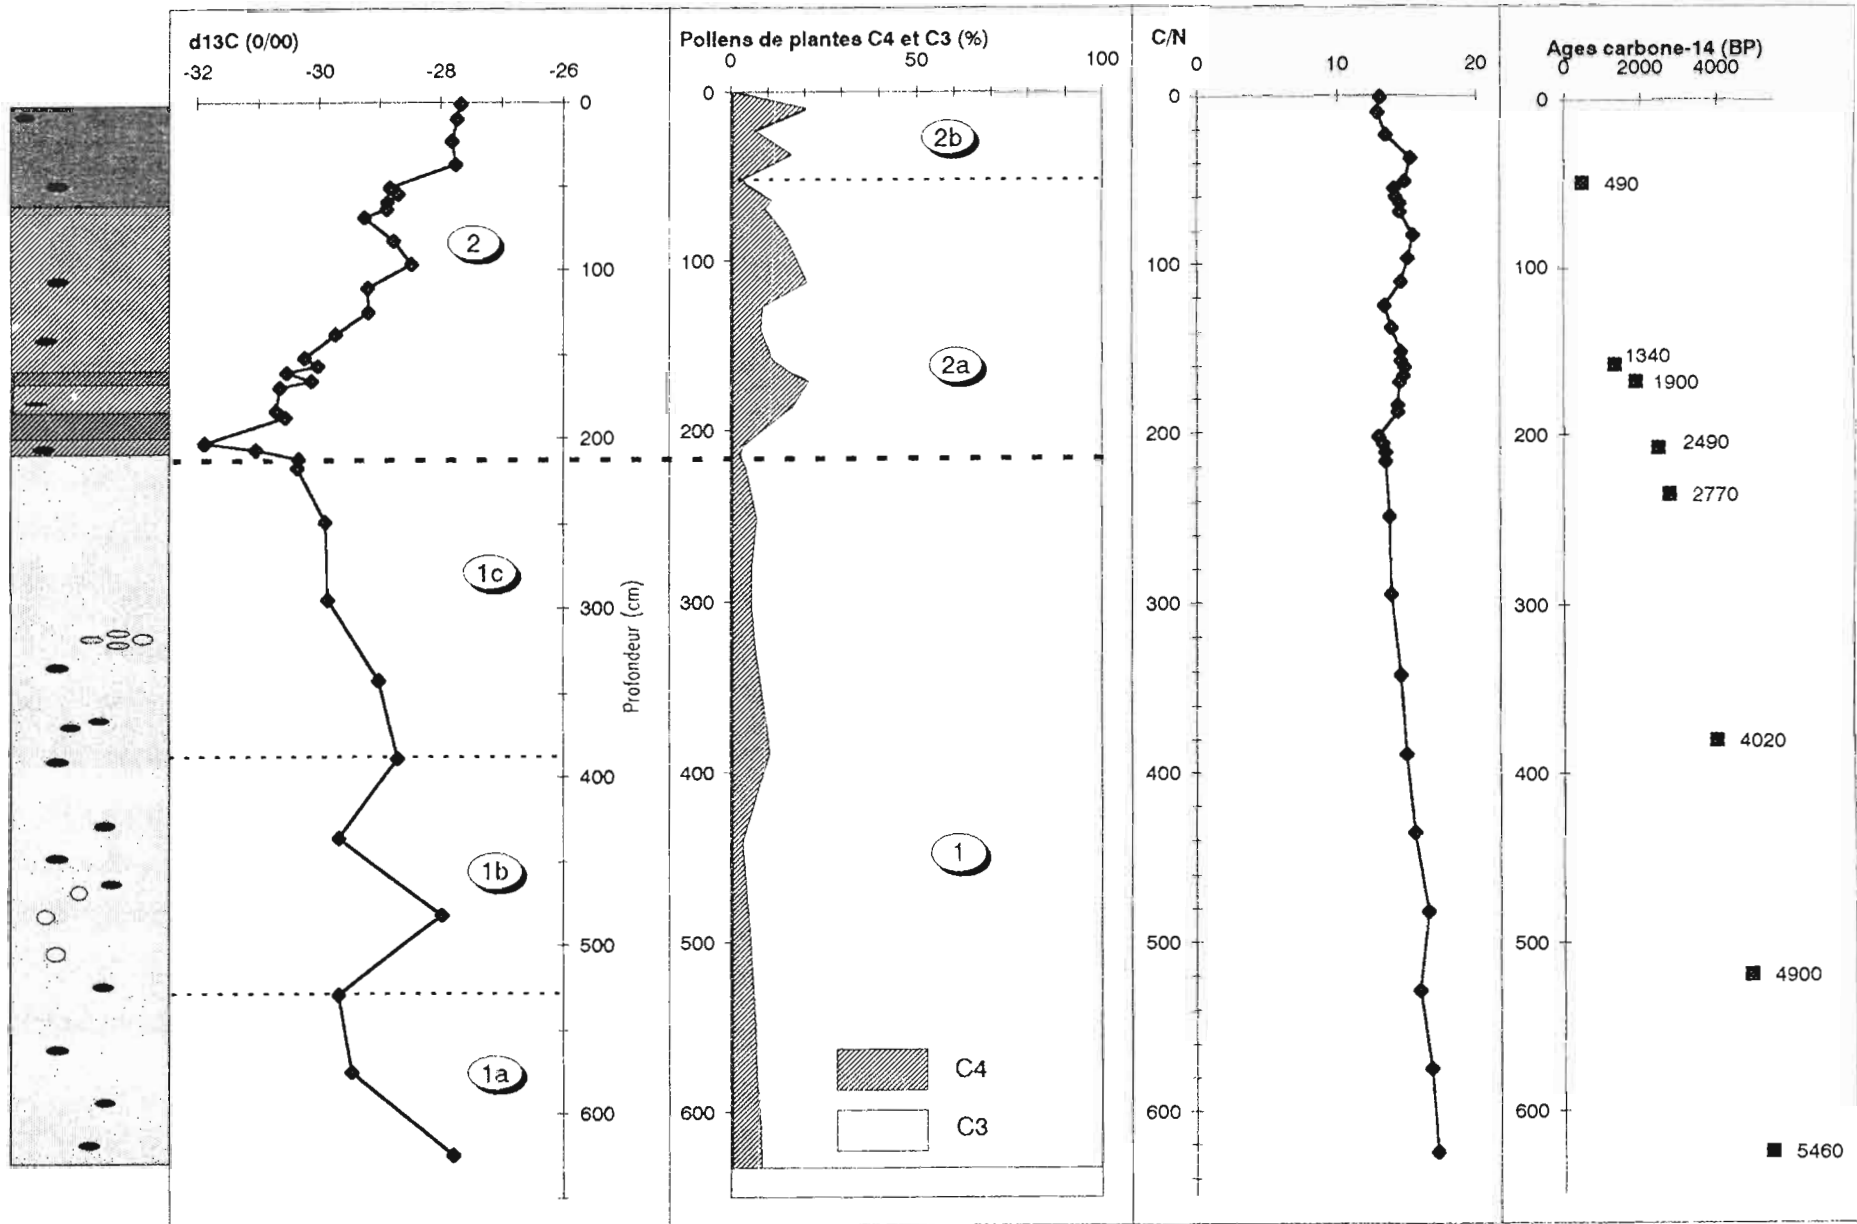 d13C (0/00)
-32 -30 -28 -26
0
100
200
300
400
500
600
Profondeur (cm)
2
1c
1b
1a
Pollens de plantes C4 et C3 (%)
0 50 100
0
100
200
300
400
500
600
2b
2a
1
C4
C3
C/N
0 10 20
0
100
200
300
400
500
600
Ages carbone-14 (BP)
0 2000 4000
0
100
200
300
400
500
600
490
1340
1900
2490
2770
4020
4900
5460